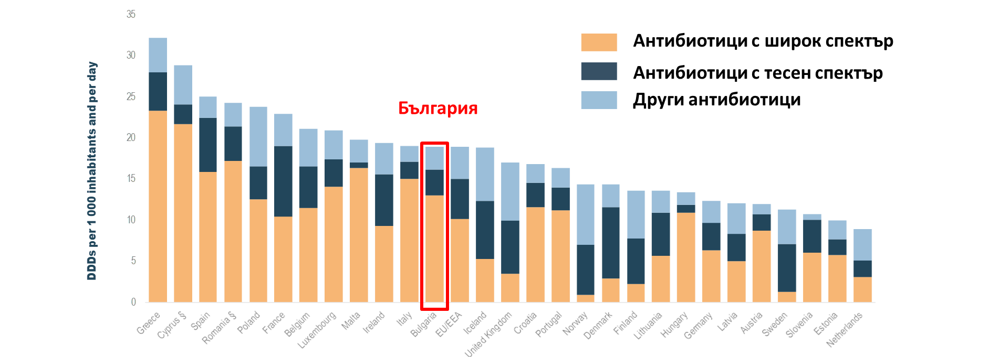 35
30
25
20
15
10
5
0
DDDs per 1 000 inhabitants and per day
Антибиотици с широк спектър
Антибиотици с тесен спектър
Други антибиотици
България
Greece
Cyprus §
Spain
Romania §
Poland
France
Belgium
Luxembourg
Malta
Ireland
Italy
Bulgaria
EU/EEA
Iceland
United Kingdom
Croatia
Portugal
Norway
Denmark
Finland
Lithuania
Hungary
Germany
Latvia
Austria
Sweden
Slovenia
Estonia
Netherlands